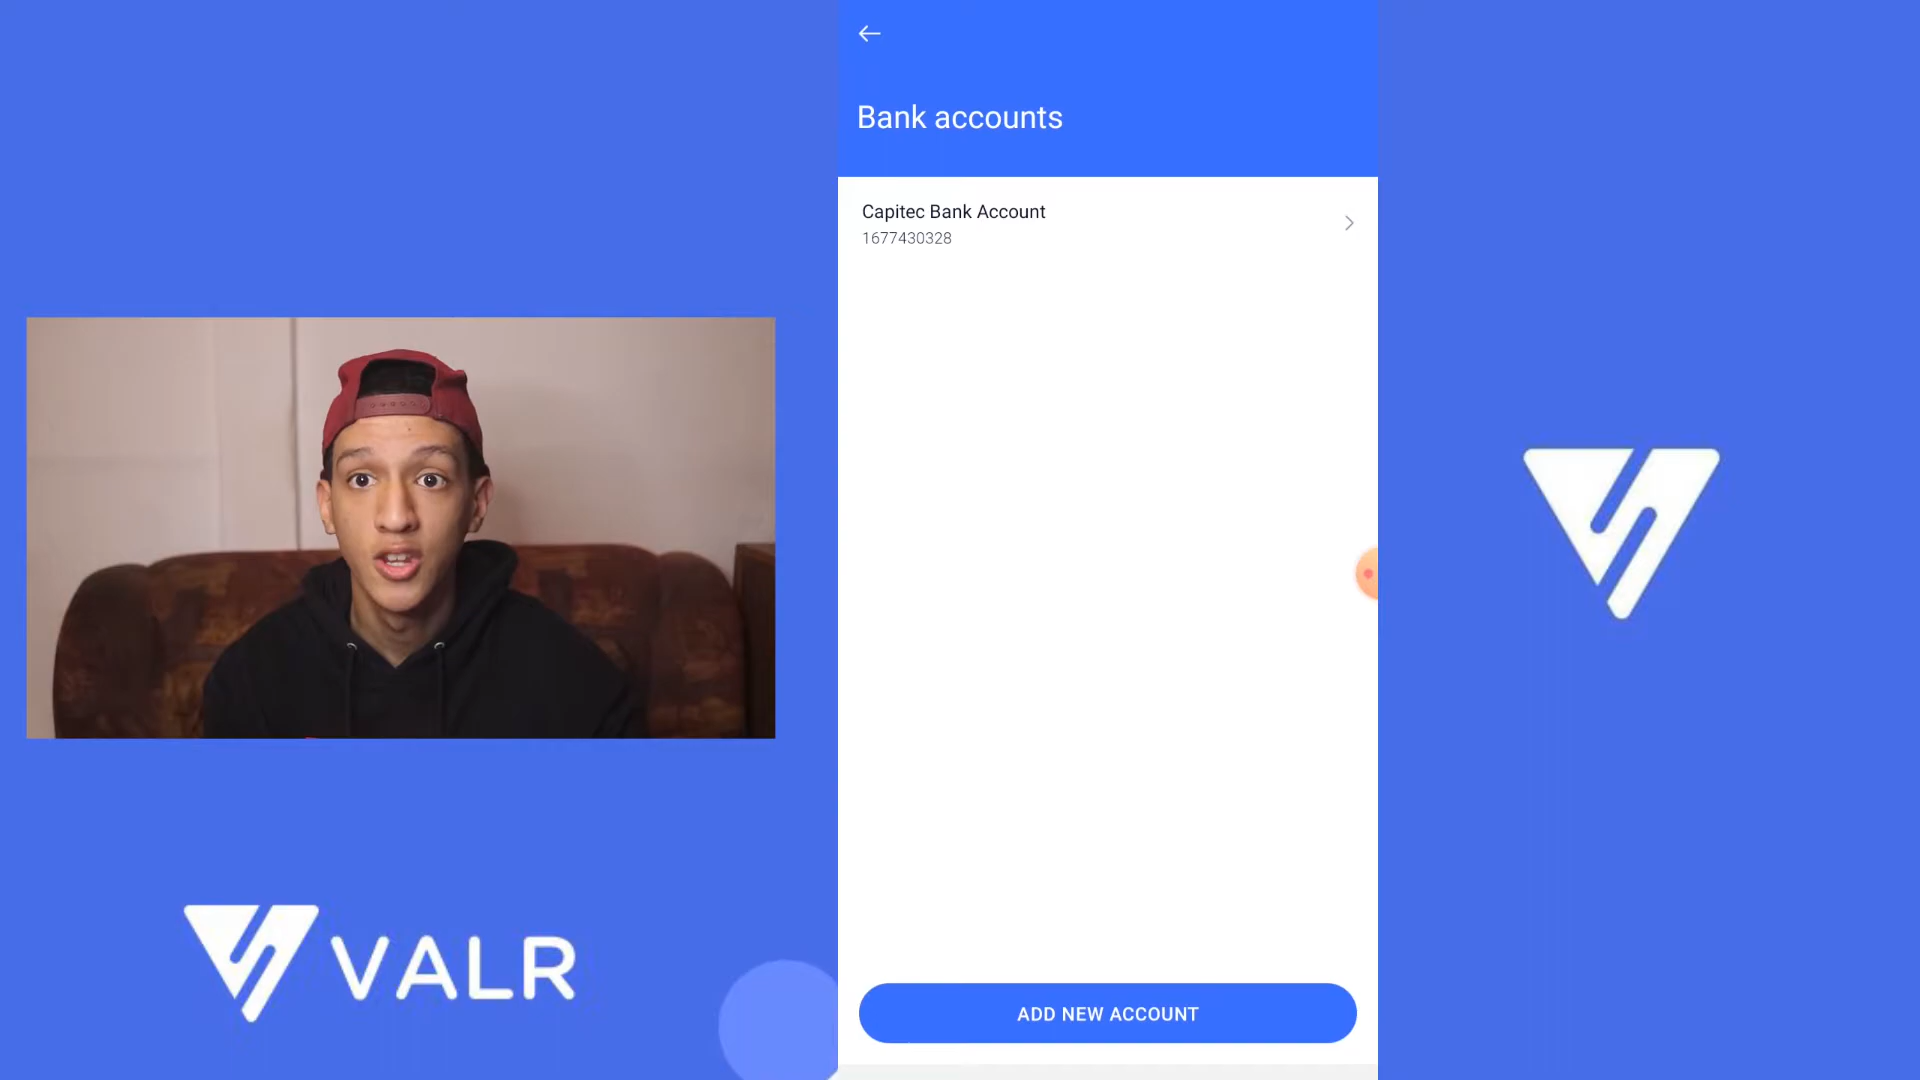 Bank accounts
Capitec Bank Account
1677430328
ADD NEW ACCOUNT
VALR